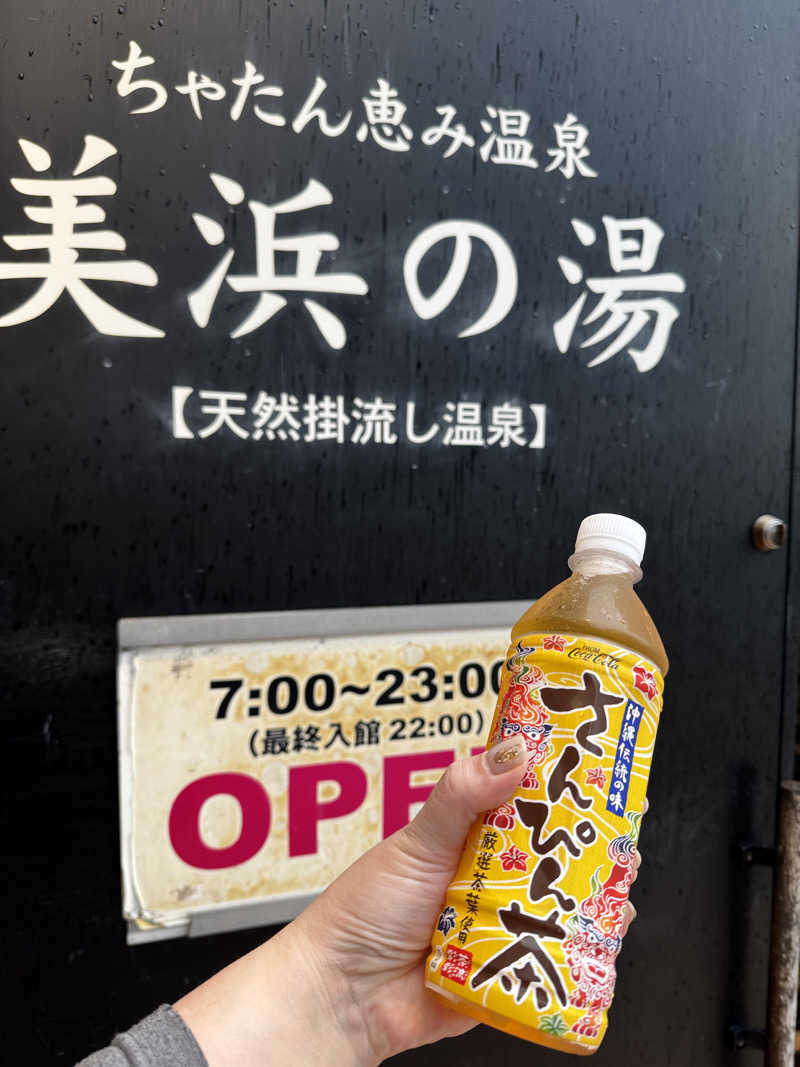 ちゃたん恵み温泉
美浜の湯
【天然掛流し温泉】
7:00~23:00
(最終入館 22:00)
OPE
FROM
Coca-Cola
沖縄伝統の味
さんぴん茶
厳選茶葉使用